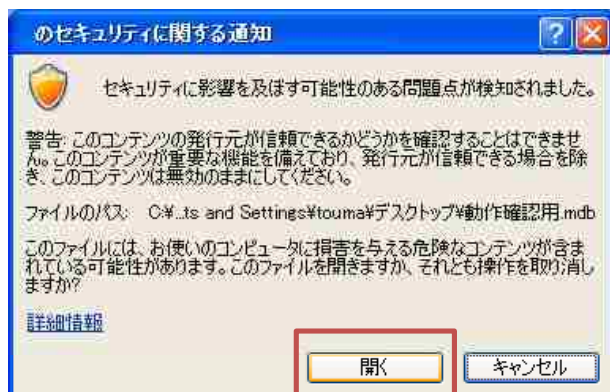 のセキュリティに関する通知
セキュリティに影響を及ぼす可能性のある問題点が検知されました。
警告: このコンテンツの発行元が信頼できるかどうかを確認することはできませ
ん。このコンテンツが重要な機能を備えており、発行元が信頼できる場合を除
き、このコンテンツは無効のままにしてください。
ファイルのパス: C:¥...ts and Settings¥touma¥デスクトップ¥動作確認用.mdb
このファイルには、お使いのコンピュータに損害を与える危険なコンテンツが含ま
れている可能性があります。このファイルを開きますか、それとも操作を取り消し
ますか?
詳細情報
開く
キャンセル